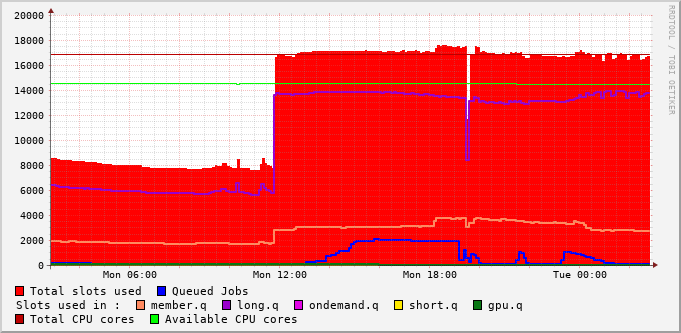 20000
18000
16000
14000
12000
10000
8000
6000
4000
2000
0
Mon 06:00 Mon 12:00 Mon 18:00 Tue 00:00
RRDTOOL / TOBI OETIKER
Total slots used Queued Jobs
Slots used in : member.q long.q ondemand.q short.q gpu.q
Total CPU cores Available CPU cores